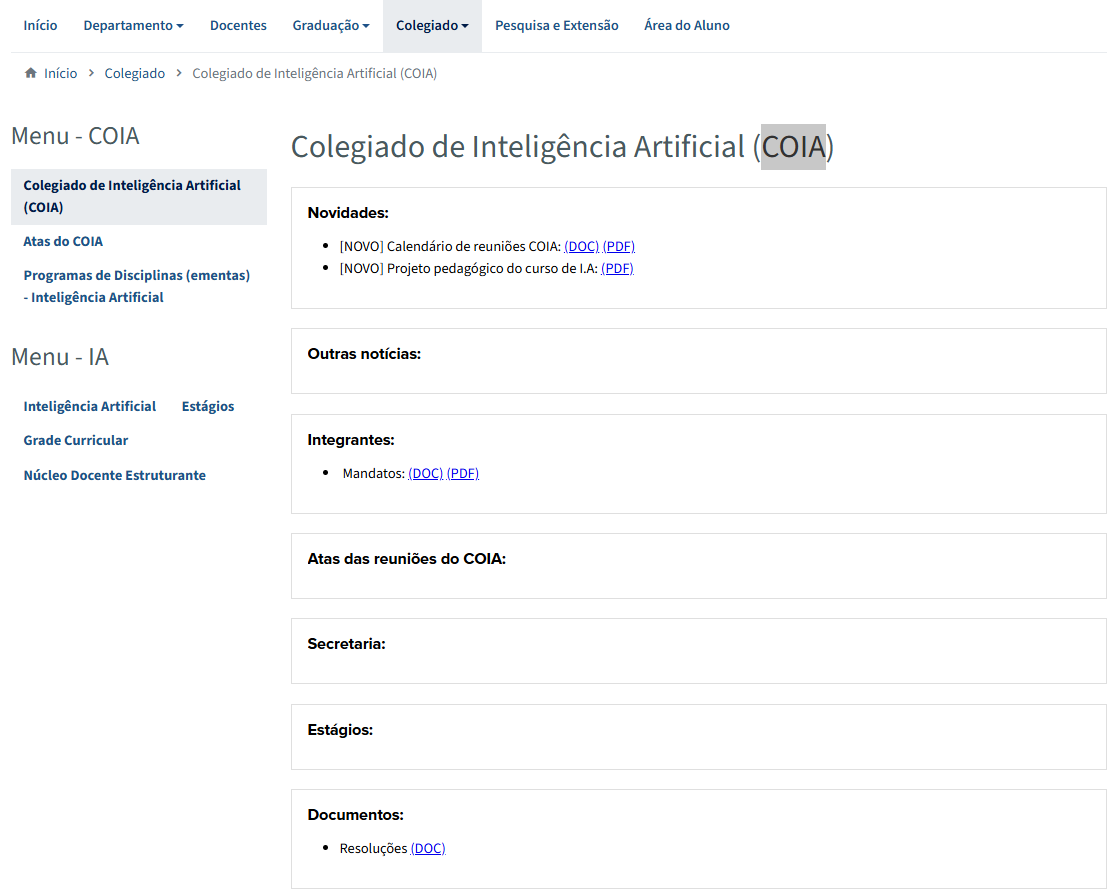 Início Departamento Docentes Graduação Colegiado Pesquisa e Extensão Área do Aluno
Início > Colegiado > Colegiado de Inteligência Artificial (COIA)
Menu - COIA
Colegiado de Inteligência Artificial
(COIA)
Atas do COIA
Programas de Disciplinas (ementas)
- Inteligência Artificial
Menu - IA
Inteligência Artificial Estágios
Grade Curricular
Núcleo Docente Estruturante
Colegiado de Inteligência Artificial (COIA)
Novidades:
• [NOVO] Calendário de reuniões COIA: (DOC) (PDF)
• [NOVO] Projeto pedagógico do curso de I.A: (PDF)
Outras notícias:
Integrantes:
• Mandatos: (DOC) (PDF)
Atas das reuniões do COIA:
Secretaria:
Estágios:
Documentos:
• Resoluções (DOC)